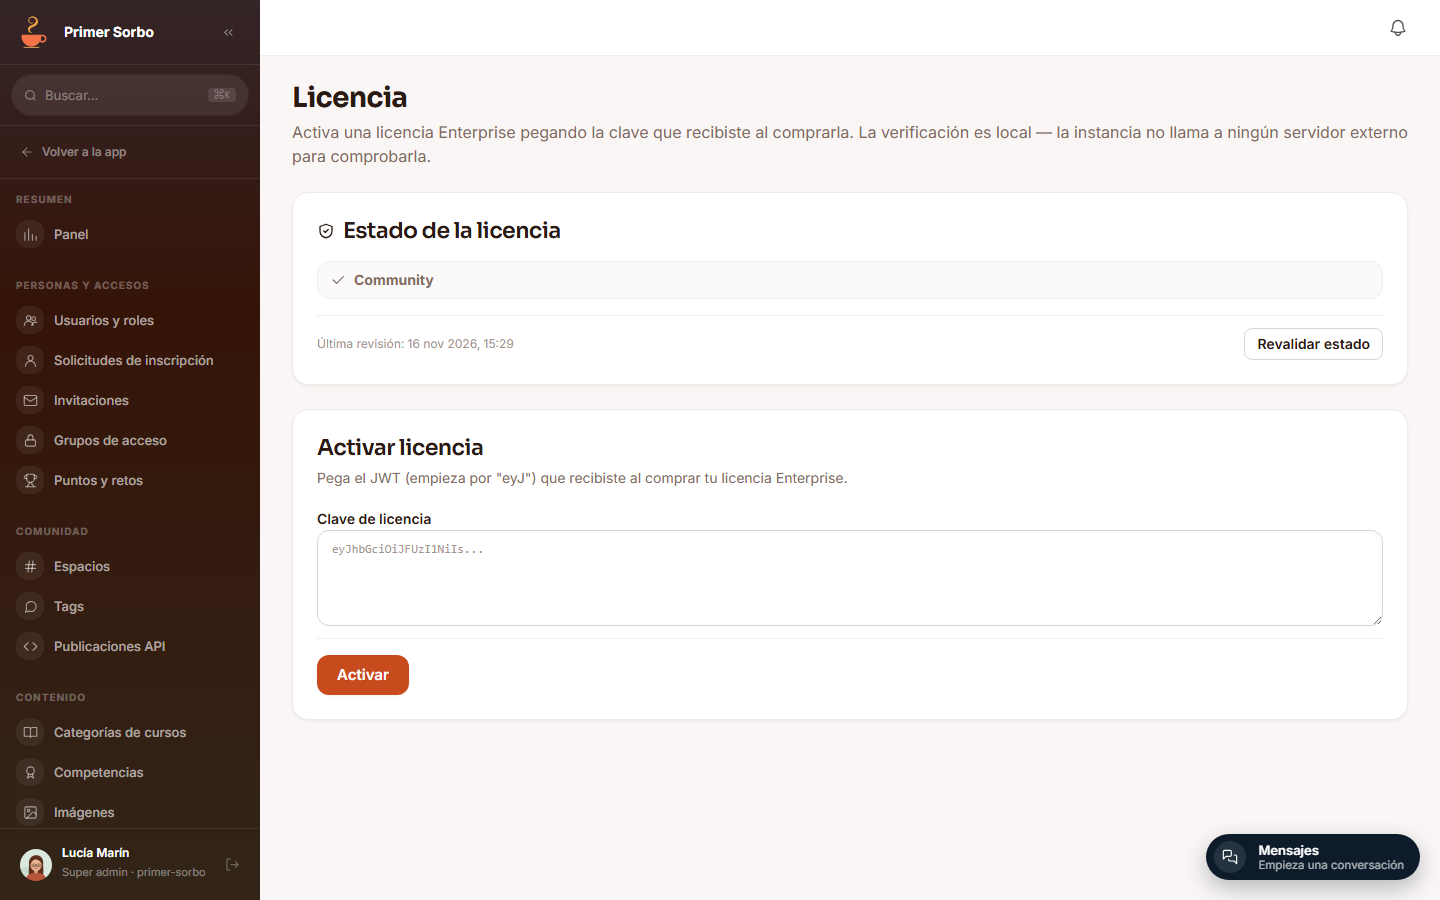 Primer Sorbo
Buscar...
⌘K
Volver a la app
RESUMEN
Panel
PERSONAS Y ACCESOS
Usuarios y roles
Solicitudes de inscripción
Invitaciones
Grupos de acceso
Puntos y retos
COMUNIDAD
Espacios
Tags
Publicaciones API
CONTENIDO
Categorías de cursos
Competencias
Imágenes
Lucía Marín
Super admin · primer-sorbo
Licencia
Activa una licencia Enterprise pegando la clave que recibiste al comprarla. La verificación es local — la instancia no llama a ningún servidor externo
para comprobarla.
Estado de la licencia
Community
Última revisión: 16 nov 2026, 15:29
Revalidar estado
Activar licencia
Pega el JWT (empieza por "eyJ") que recibiste al comprar tu licencia Enterprise.
Clave de licencia
eyJhbGciOiJFUzI1NiIs...
Activar
Mensajes
Empieza una conversación